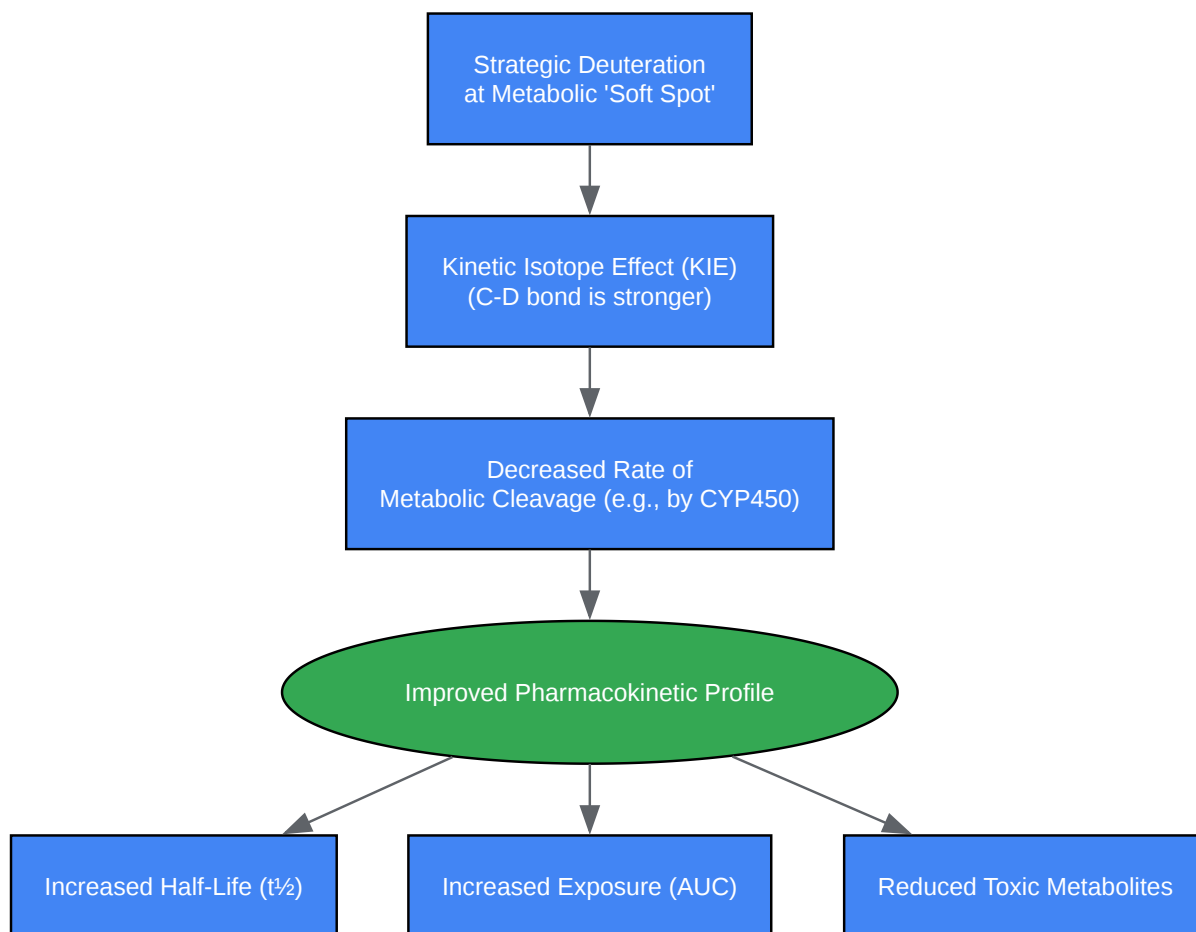 Strategic Deuteration
at Metabolic 'Soft Spot'
Kinetic Isotope Effect (KIE)
(C-D bond is stronger)
Decreased Rate of
Metabolic Cleavage (e.g., by CYP450)
Improved Pharmacokinetic Profile
Increased Half-Life (t½)
Increased Exposure (AUC)
Reduced Toxic Metabolites